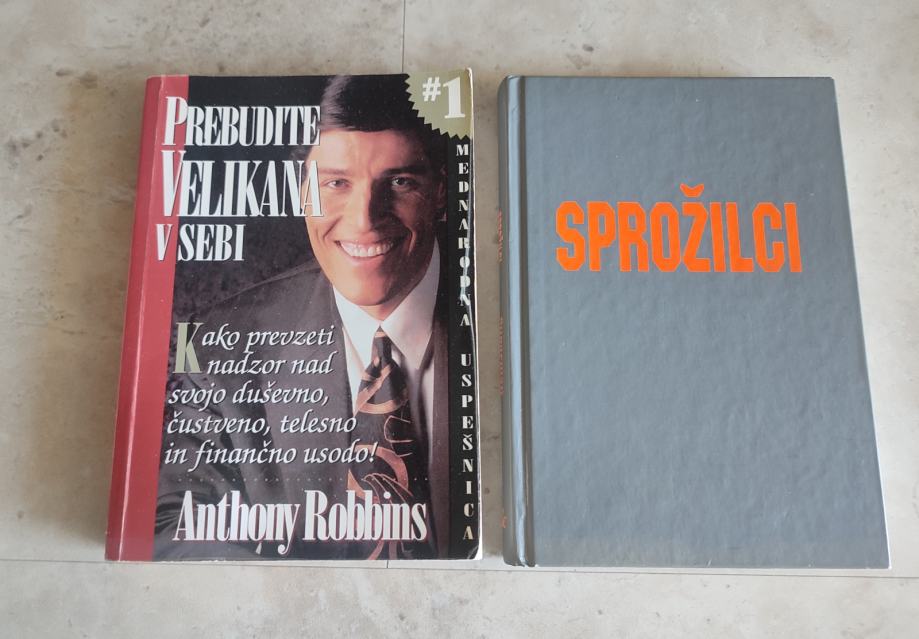 PREBUDITE
VELIKANA
V SEBI
#1
MEDNARODNA USPEŠNICA
Kako prevzeti
nadzor nad
svojo duševno,
čustveno, telesno
in finančno usodo!
Anthony Robbins
SPROŽILCI